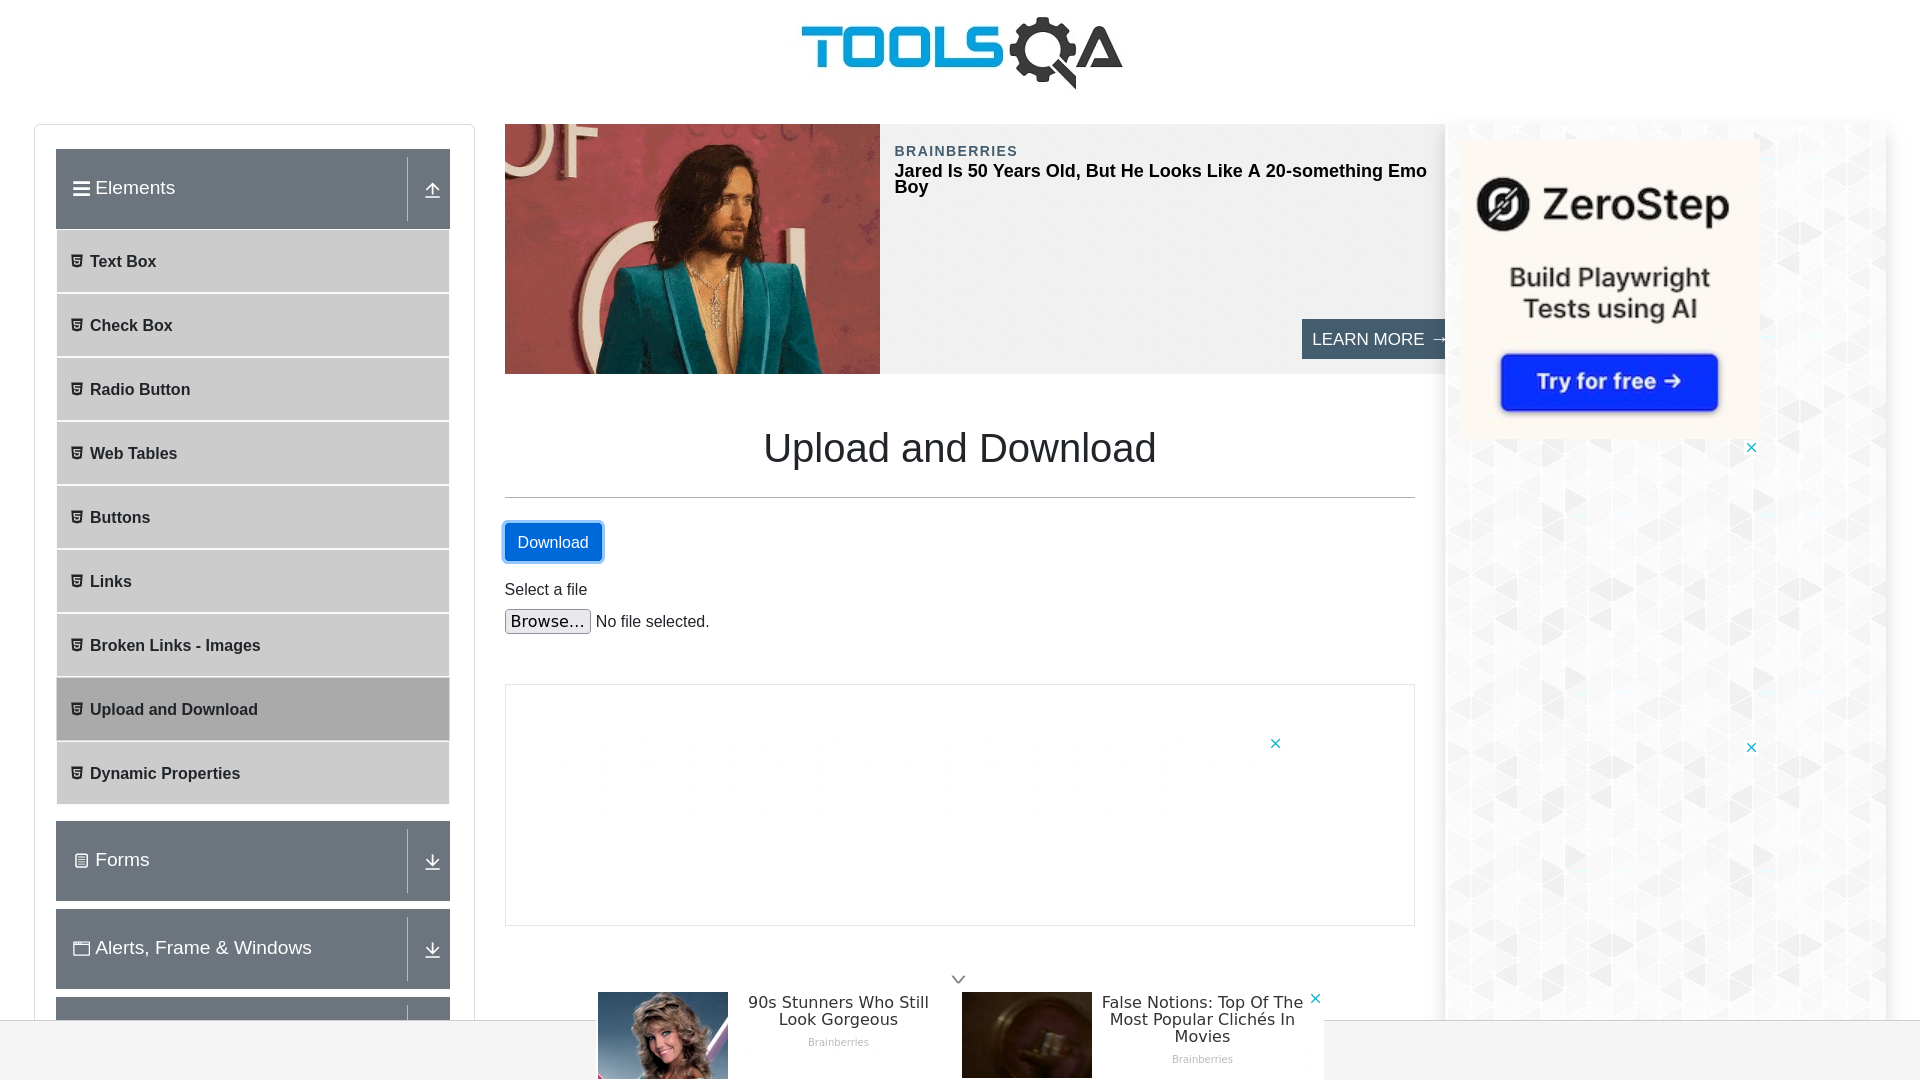 TOOLSQA
Elements
Text Box
Check Box
Radio Button
Web Tables
Buttons
Links
Broken Links - Images
Upload and Download
Dynamic Properties
Forms
Alerts, Frame & Windows
OF
BRAINBERRIES
Jared Is 50 Years Old, But He Looks Like A 20-something Emo
Boy
LEARN MORE →
Upload and Download
Download
Select a file
Browse... No file selected.
ZeroStep
Build Playwright
Tests using AI
Try for free →
90s Stunners Who Still
Look Gorgeous
Brainberries
False Notions: Top Of The
Most Popular Clichés In
Movies
Brainberries